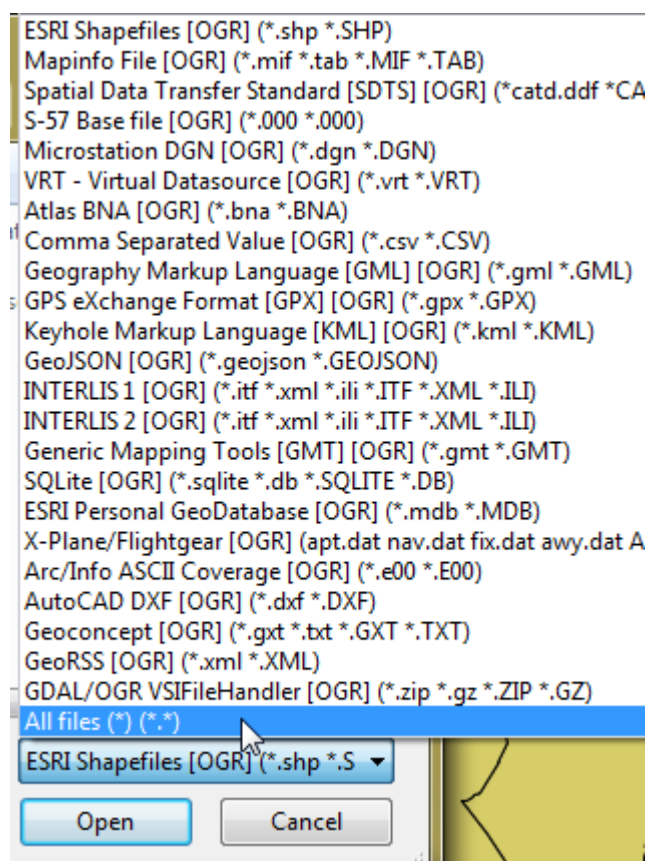 ESRI Shapefiles [OGR] (*.shp *.SHP)
Mapinfo File [OGR] (*.mif *.tab *.MIF *.TAB)
Spatial Data Transfer Standard [SDTS] [OGR] (*catd.ddf *CA
S-57 Base file [OGR] (*.000 *.000)
Microstation DGN [OGR] (*.dgn *.DGN)
VRT - Virtual Datasource [OGR] (*.vrt *.VRT)
Atlas BNA [OGR] (*.bna *.BNA)
Comma Separated Value [OGR] (*.csv *.CSV)
Geography Markup Language [GML] [OGR] (*.gml *.GML)
GPS eXchange Format [GPX] [OGR] (*.gpx *.GPX)
Keyhole Markup Language [KML] [OGR] (*.kml *.KML)
GeoJSON [OGR] (*.geojson *.GEOJSON)
INTERLIS 1 [OGR] (*.itf *.xml *.ili *.ITF *.XML *.ILI)
INTERLIS 2 [OGR] (*.itf *.xml *.ili *.ITF *.XML *.ILI)
Generic Mapping Tools [GMT] [OGR] (*.gmt *.GMT)
SQLite [OGR] (*.sqlite *.db *.SQLITE *.DB)
ESRI Personal GeoDatabase [OGR] (*.mdb *.MDB)
X-Plane/Flightgear [OGR] (apt.dat nav.dat fix.dat awy.dat A
Arc/Info ASCII Coverage [OGR] (*.e00 *.E00)
AutoCAD DXF [OGR] (*.dxf *.DXF)
Geoconcept [OGR] (*.gxt *.txt *.GXT *.TXT)
GeoRSS [OGR] (*.xml *.XML)
GDAL/OGR VSIFileHandler [OGR] (*.zip *.gz *.ZIP *.GZ)
All files (*) (*.*)
ESRI Shapefiles [OGR] (*.shp *.S
Open Cancel